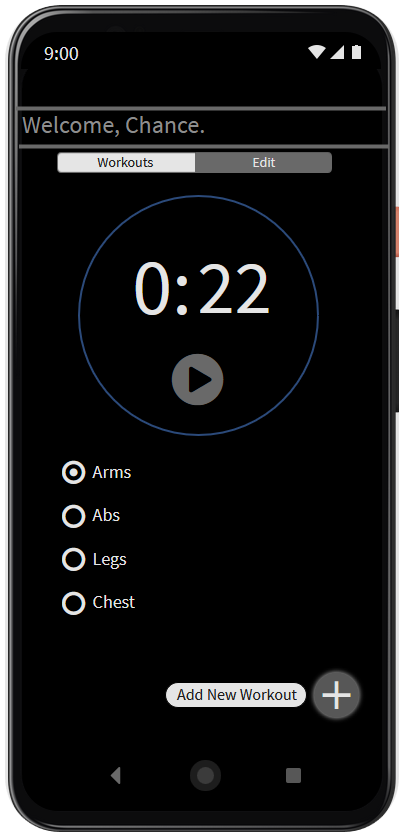 9:00
Welcome, Chance.
Workouts Edit
0:22
Arms
Abs
Legs
Chest
Add New Workout